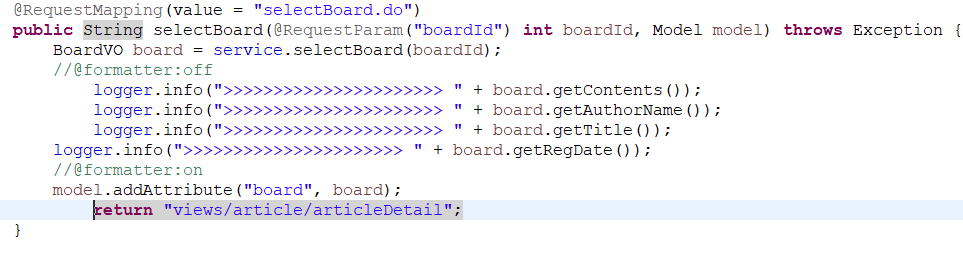 @RequestMapping(value = "selectBoard.do")
public String selectBoard(@RequestParam("boardId") int boardId, Model model) throws Exception {
    BoardVO board = service.selectBoard(boardId);
    //@formatter:off
        logger.info(">>>>>>>>>>>>>>>>>>>>>> " + board.getContents());
        logger.info(">>>>>>>>>>>>>>>>>>>>>> " + board.getAuthorName());
        logger.info(">>>>>>>>>>>>>>>>>>>>>> " + board.getTitle());
    logger.info(">>>>>>>>>>>>>>>>>>>>>> " + board.getRegDate());
    //@formatter:on
    model.addAttribute("board", board);
        return "views/article/articleDetail";
}